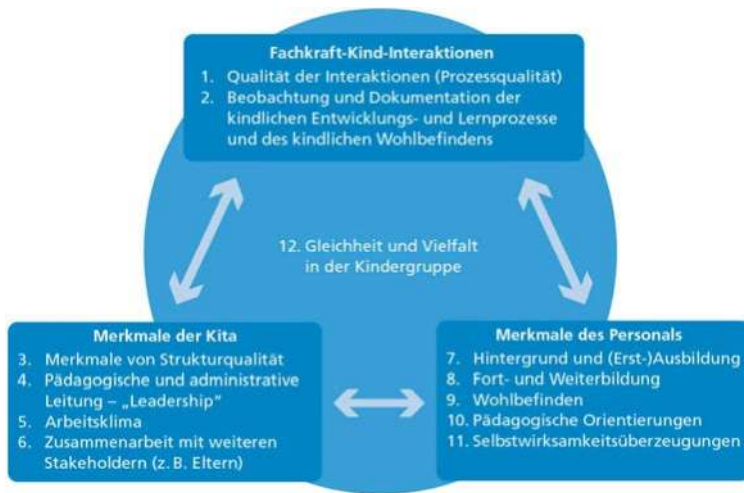 Fachkraft-Kind-Interaktionen
1. Qualität der Interaktionen (Prozessqualität)
2. Beobachtung und Dokumentation der
kindlichen Entwicklungs- und Lernprozesse
und des kindlichen Wohlbefindens
12. Gleichheit und Vielfalt
in der Kindergruppe
Merkmale der Kita
3. Merkmale von Strukturqualität
4. Pädagogische und administrative
Leitung – „Leadership“
5. Arbeitsklima
6. Zusammenarbeit mit weiteren
Stakeholdern (z. B. Eltern)
Merkmale des Personals
7. Hintergrund und (Erst-)Ausbildung
8. Fort- und Weiterbildung
9. Wohlbefinden
10. Pädagogische Orientierungen
11. Selbstwirksamkeitsüberzeugungen